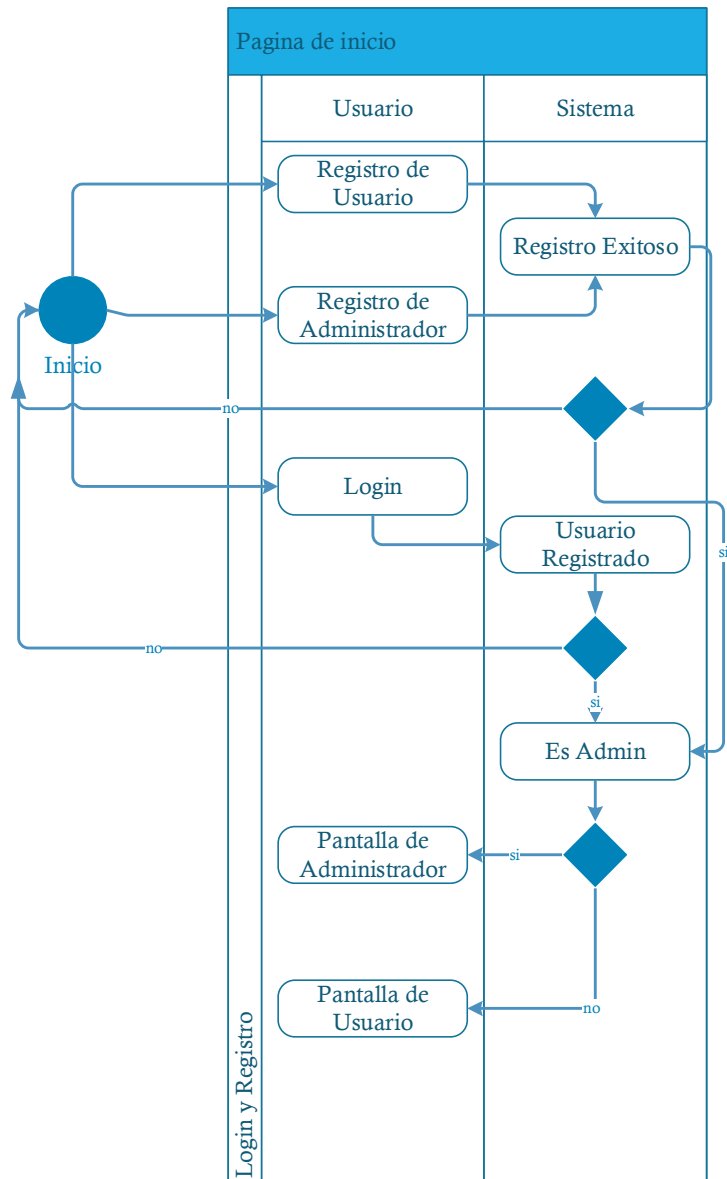 Pagina de inicio
Usuario
Sistema
Registro de
Usuario
Registro Exitoso
Registro de
Administrador
Inicio
no
Login
Usuario
Registrado
si
no
si
Es Admin
Pantalla de
Administrador
si
Pantalla de
Usuario
no
Login y Registro